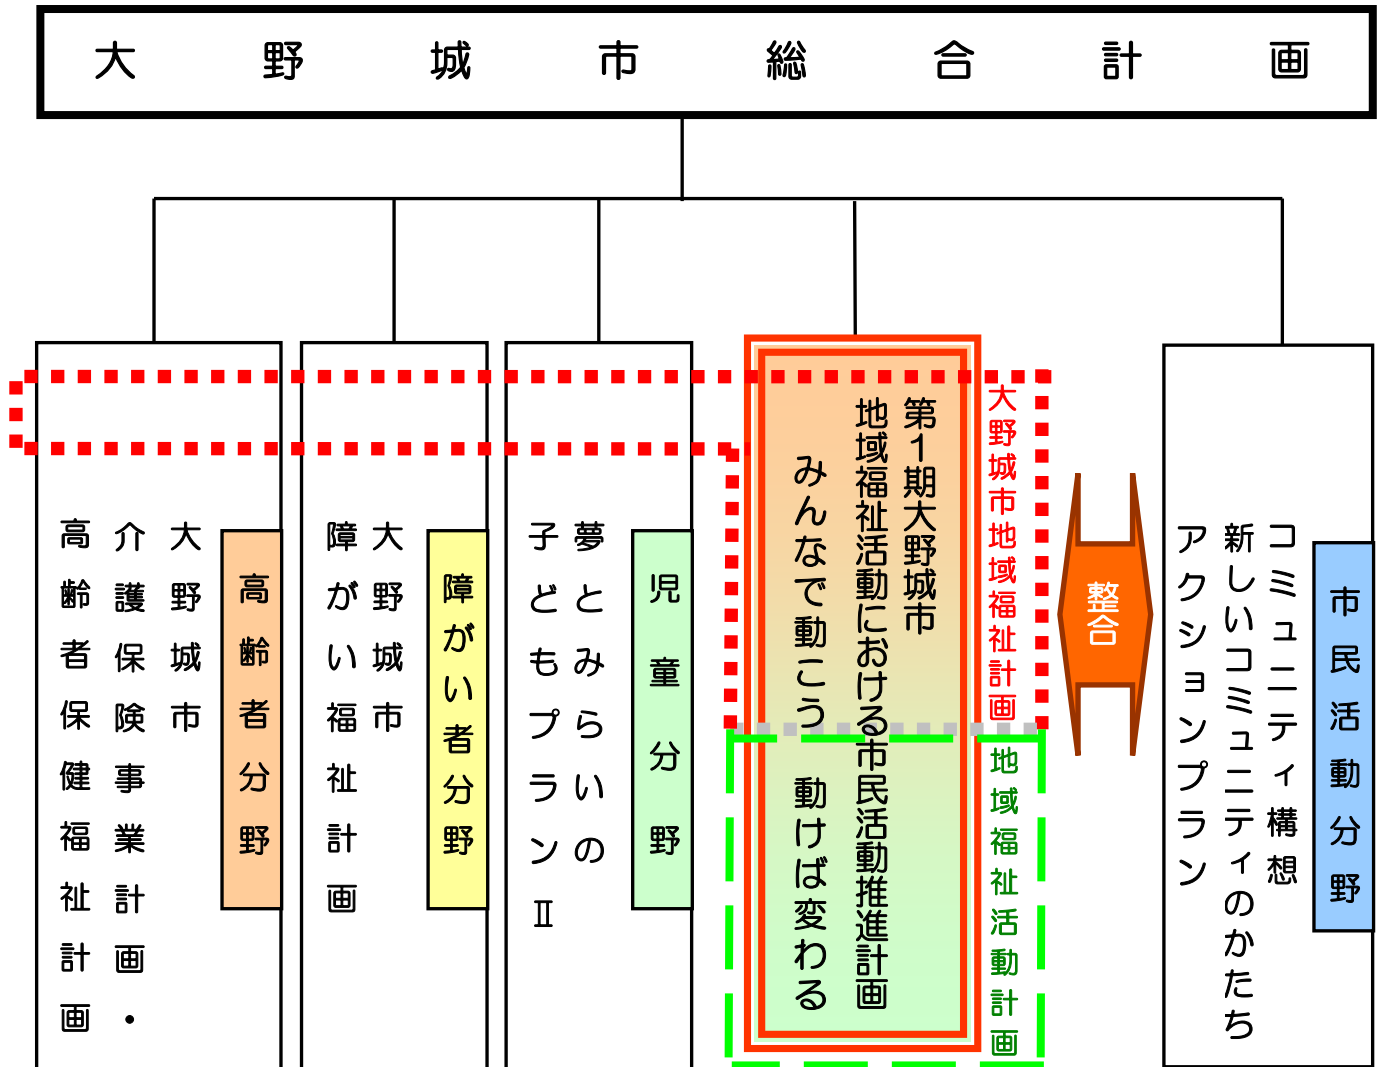 大野城市総合計画
市民活動分野
コミュニティ構想
新しいコミュニティのかたち
アクションプラン
整合
大野城市地域福祉計画
地域福祉活動計画
第1期大野城市
地域福祉活動における市民活動推進計画
みんなで動こう 動けば変わる
児童分野
夢とみらいの
子どもプランⅡ
障がい者分野
大野城市
障がい福祉計画
高齢者分野
大野城市
介護保険事業計画・
高齢者保健福祉計画